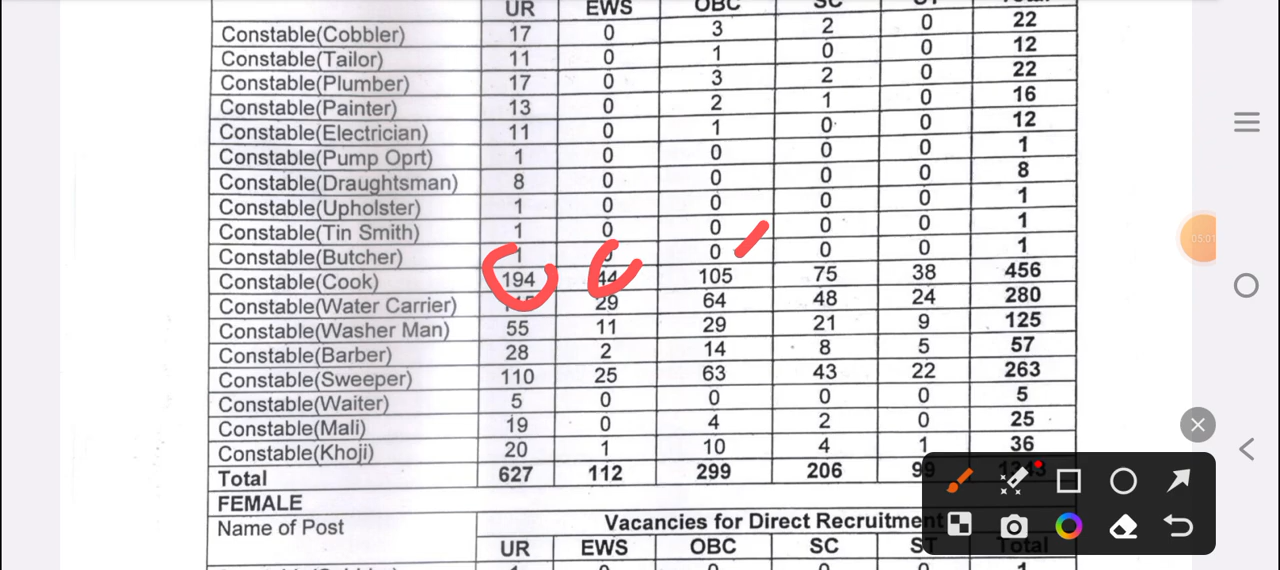 UR EWS OBC SC ST Total
Constable(Cobbler) 17 0 3 2 0 22
Constable(Tailor) 11 0 1 0 0 12
Constable(Plumber) 17 0 3 2 0 22
Constable(Painter) 13 0 2 1 0 16
Constable(Electrician) 11 0 1 0 0 12
Constable(Pump Oprt) 1 0 0 0 0 1
Constable(Draughtsman) 8 0 0 0 0 8
Constable(Upholster) 1 0 0 0 0 1
Constable(Tin Smith) 1 0 0 0 0 1
Constable(Butcher) 1 0 0 0 0 1
Constable(Cook) 194 44 105 75 38 456
Constable(Water Carrier) 29 64 48 24 280
Constable(Washer Man) 55 11 29 21 9 125
Constable(Barber) 28 2 14 8 5 57
Constable(Sweeper) 110 25 63 43 22 263
Constable(Waiter) 5 0 0 0 0 5
Constable(Mali) 19 0 4 2 0 25
Constable(Khoji) 20 1 10 4 1 36
Total 627 112 299 206 99
FEMALE
Name of Post Vacancies for Direct Recruitment
UR EWS OBC SC ST Total
05:01